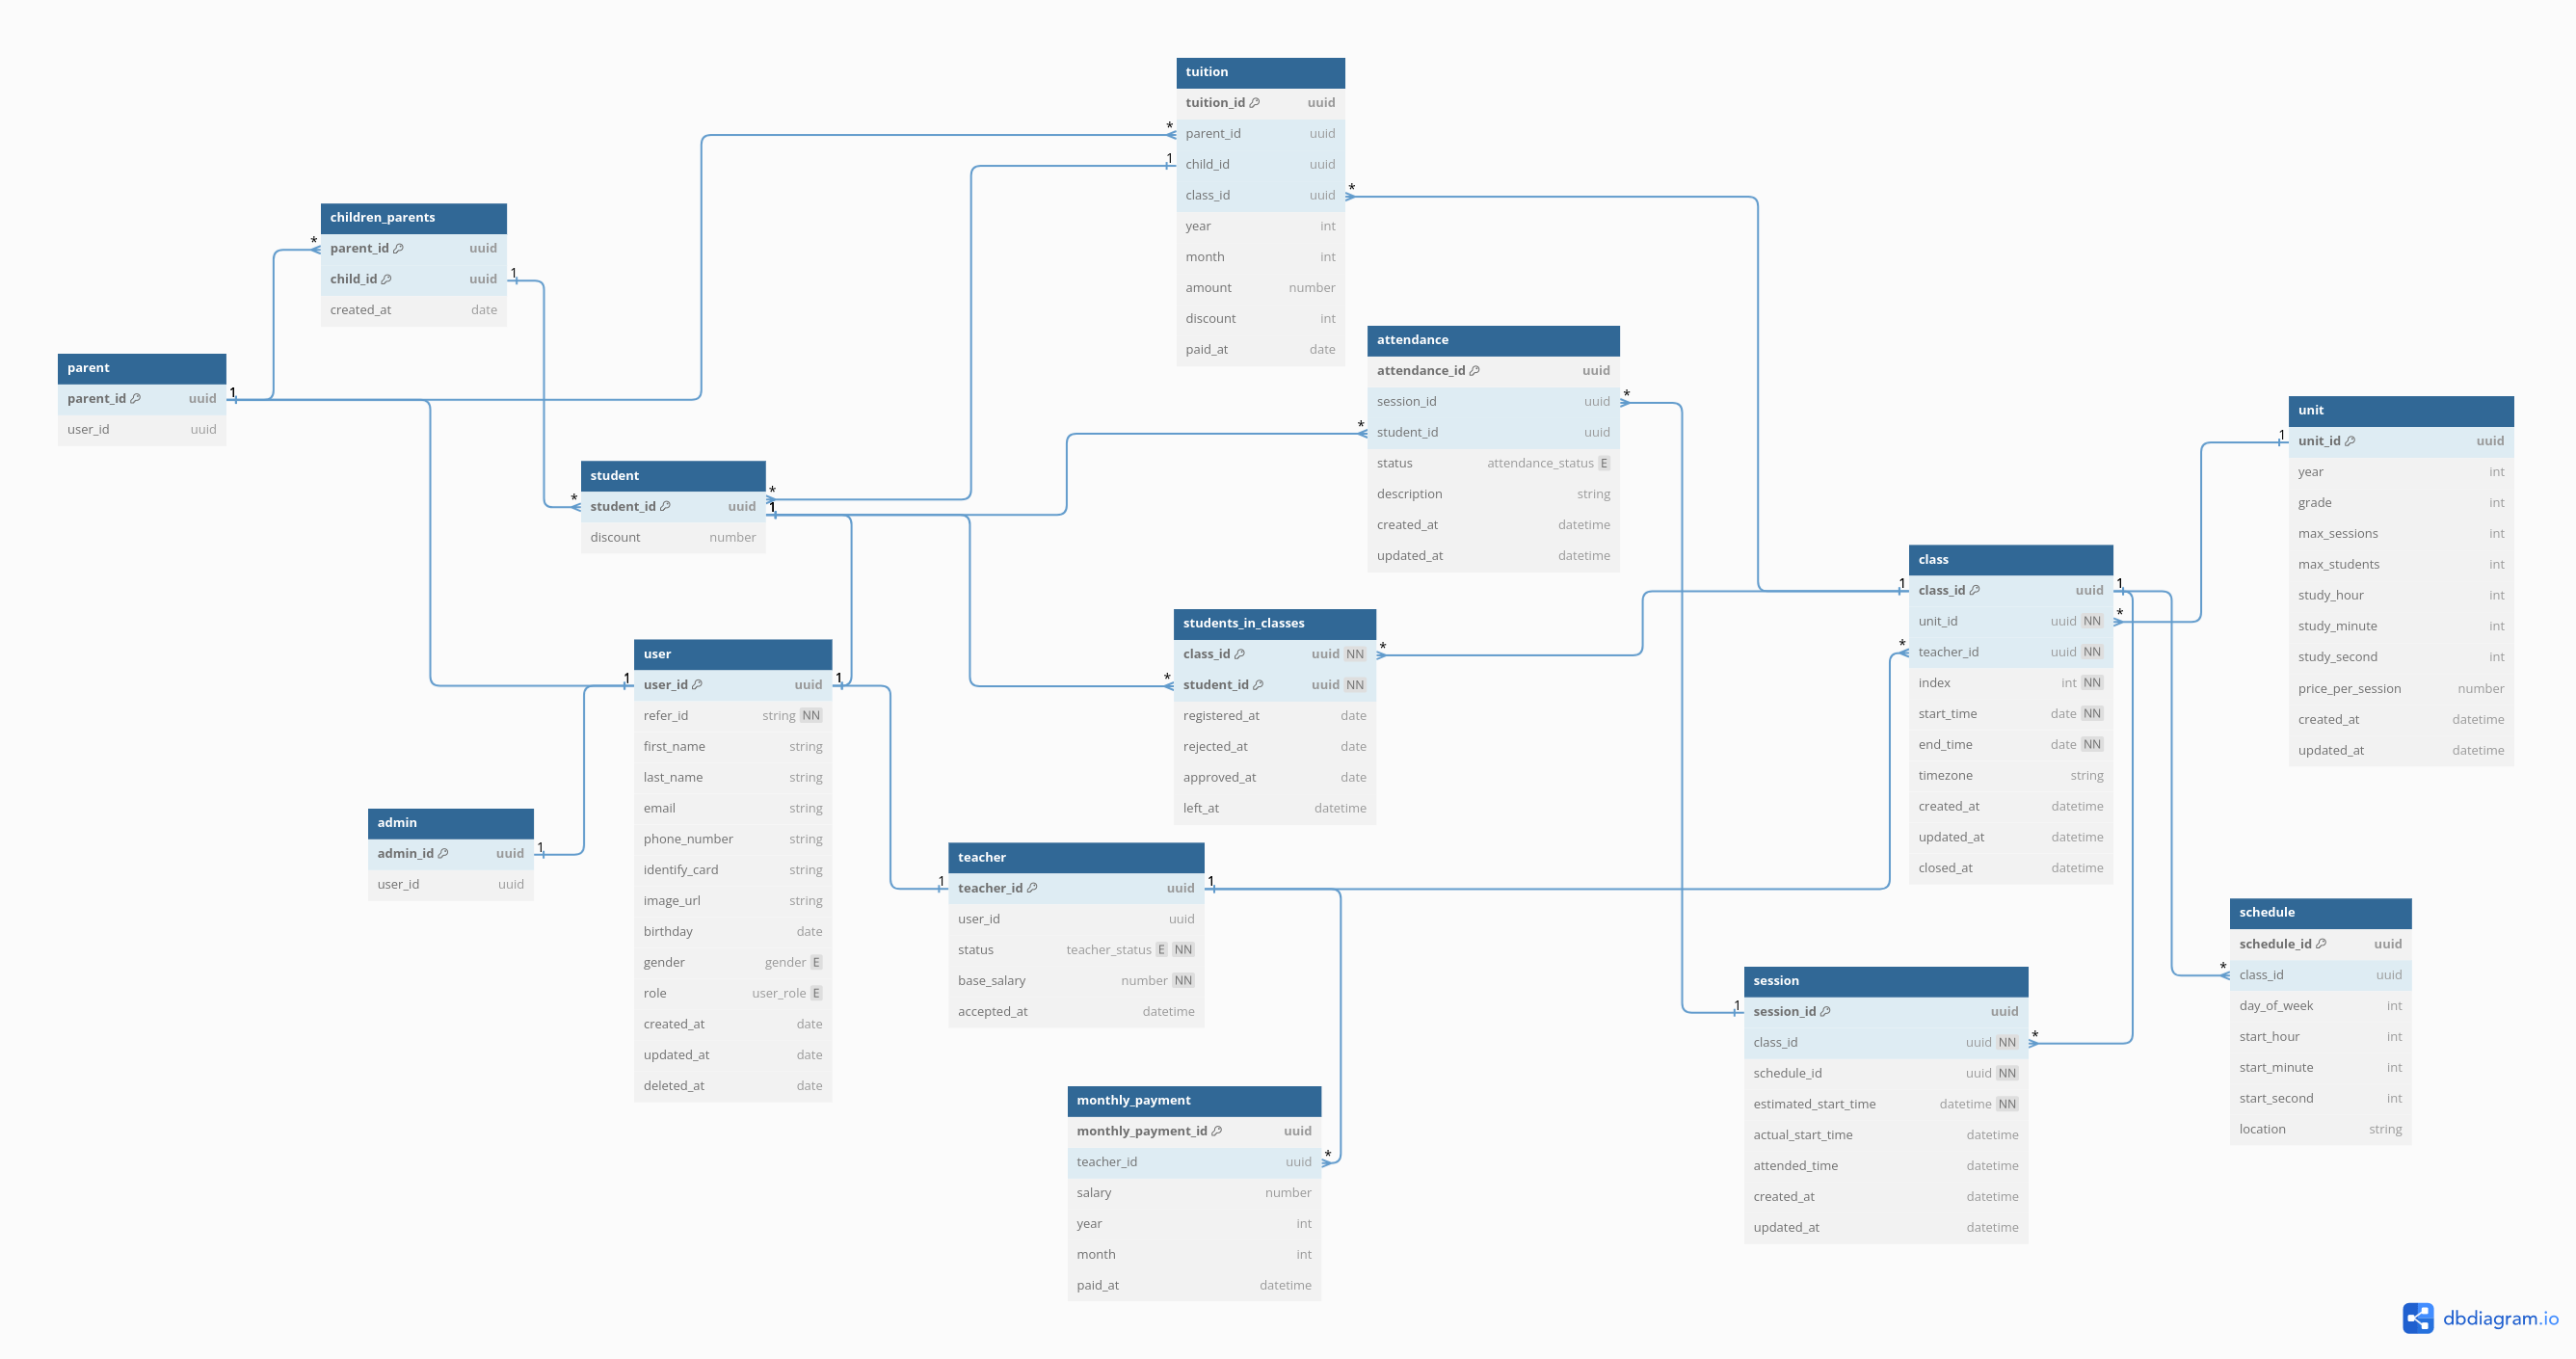 tuition
tuition_id uuid
parent_id uuid
child_id uuid
class_id uuid
year int
month int
amount number
discount int
paid_at date
children_parents
parent_id uuid
child_id uuid
created_at date
parent
parent_id uuid
user_id uuid
student
student_id uuid
discount number
attendance
attendance_id uuid
session_id uuid
student_id uuid
status attendance_status E
description string
created_at datetime
updated_at datetime
unit
unit_id uuid
year int
grade int
max_sessions int
max_students int
study_hour int
study_minute int
study_second int
price_per_session number
created_at datetime
updated_at datetime
class
class_id uuid
unit_id uuid NN
teacher_id uuid NN
index int NN
start_time date NN
end_time date NN
timezone string
created_at datetime
updated_at datetime
closed_at datetime
students_in_classes
class_id uuid NN
student_id uuid NN
registered_at date
rejected_at date
approved_at date
left_at datetime
user
user_id uuid
refer_id string NN
first_name string
last_name string
email string
phone_number string
identify_card string
image_url string
birthday date
gender gender E
role user_role E
created_at date
updated_at date
deleted_at date
admin
admin_id uuid
user_id uuid
teacher
teacher_id uuid
user_id uuid
status teacher_status E NN
base_salary number NN
accepted_at datetime
schedule
schedule_id uuid
class_id uuid
day_of_week int
start_hour int
start_minute int
start_second int
location string
session
session_id uuid
class_id uuid NN
schedule_id uuid NN
estimated_start_time datetime NN
actual_start_time datetime
attended_time datetime
created_at datetime
updated_at datetime
monthly_payment
monthly_payment_id uuid
teacher_id uuid
salary number
year int
month int
paid_at datetime
dbdiagram.io